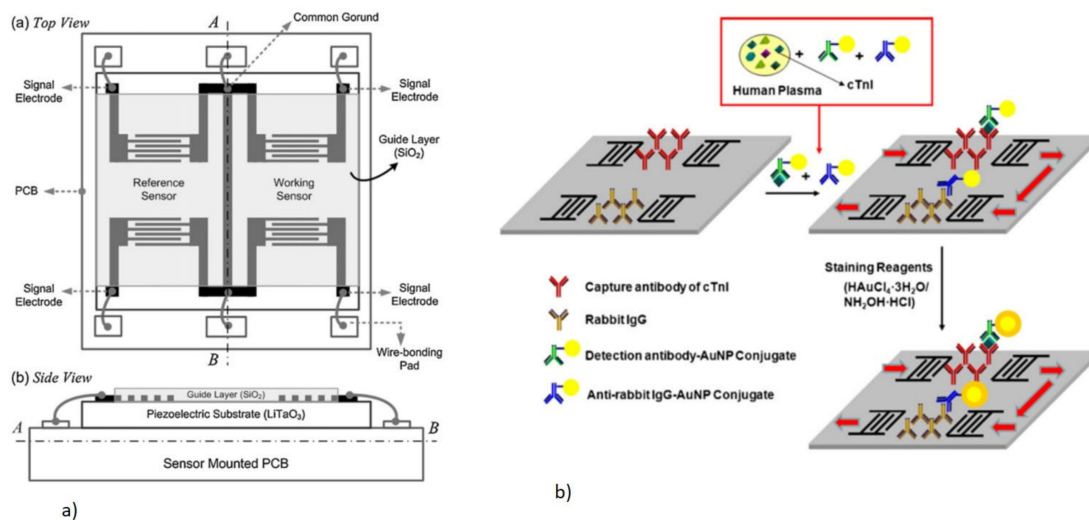 (a) Top View
A
Common Gorund
Signal
Electrode
Signal
Electrode
Guide Layer
(SiO2)
PCB
Reference
Sensor
Working
Sensor
Signal
Electrode
Signal
Electrode
Wire-bonding
Pad
B
(b) Side View
Guide Layer (SiO2)
Piezoelectric Substrate (LiTaO3)
A
B
Sensor Mounted PCB
a)
+
+
Human Plasma
cTnI
+
Staining Reagents
(HAuCl4·3H2O/
NH2OH·HCl)
Capture antibody of cTnI
Rabbit IgG
Detection antibody-AuNP Conjugate
Anti-rabbit IgG-AuNP Conjugate
b)